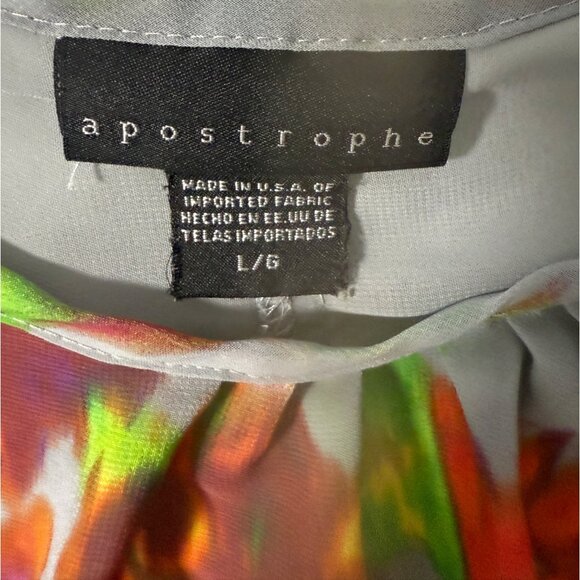 apostrophe
MADE IN U.S.A. OF
IMPORTED FABRIC
HECHO EN EE.UU DE
TELAS IMPORTADOS
L/G